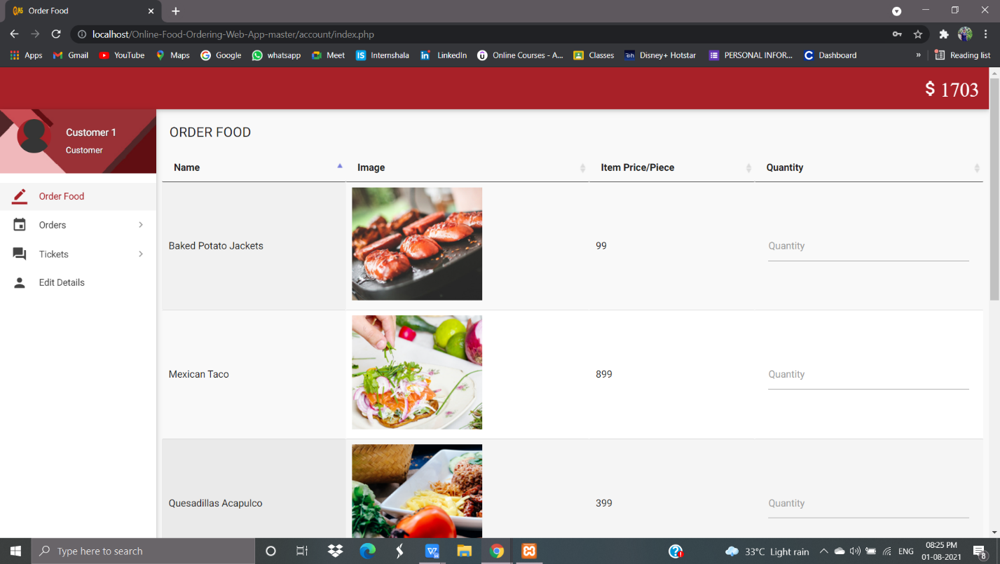 Order Food
localhost/Online-Food-Ordering-Web-App-master/account/index.php
Apps Gmail YouTube Maps Google whatsapp Meet Internshala LinkedIn Online Courses - A... Classes Disney+ Hotstar PERSONAL INFOR... Dashboard » Reading list
$ 1703
Customer 1
Customer
Order Food
Orders
Tickets
Edit Details
ORDER FOOD
Name Image Item Price/Piece Quantity
Baked Potato Jackets 99 Quantity
Mexican Taco 899 Quantity
Quesadillas Acapulco 399 Quantity
Type here to search
33°C Light rain ENG
08:25 PM
01-08-2021
8